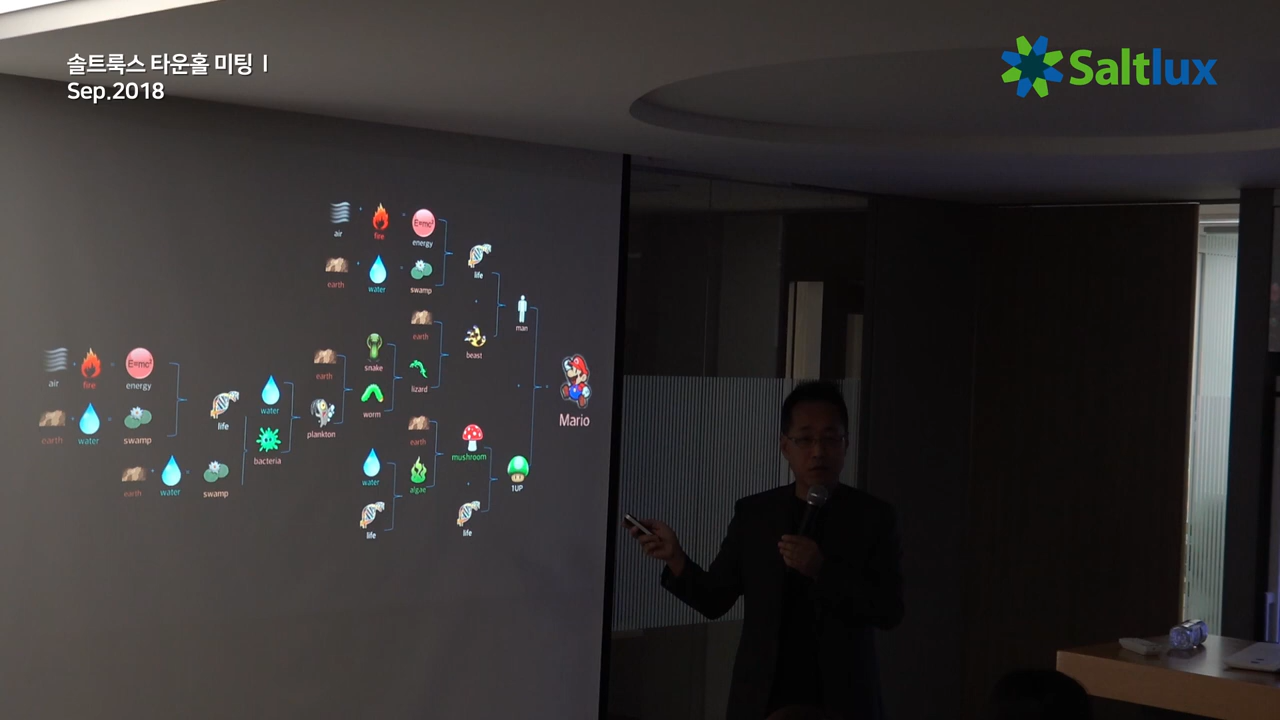 솔트룩스 타운홀 미팅 I
Sep.2018
Saltlux
air
fire
E=mc²
energy
life
earth
water
swamp
man
earth
beast
air
fire
E=mc²
energy
earth
snake
lizard
Mario
earth
water
swamp
life
water
plankton
worm
earth
mushroom
bacteria
1UP
earth
water
swamp
water
algae
life
life